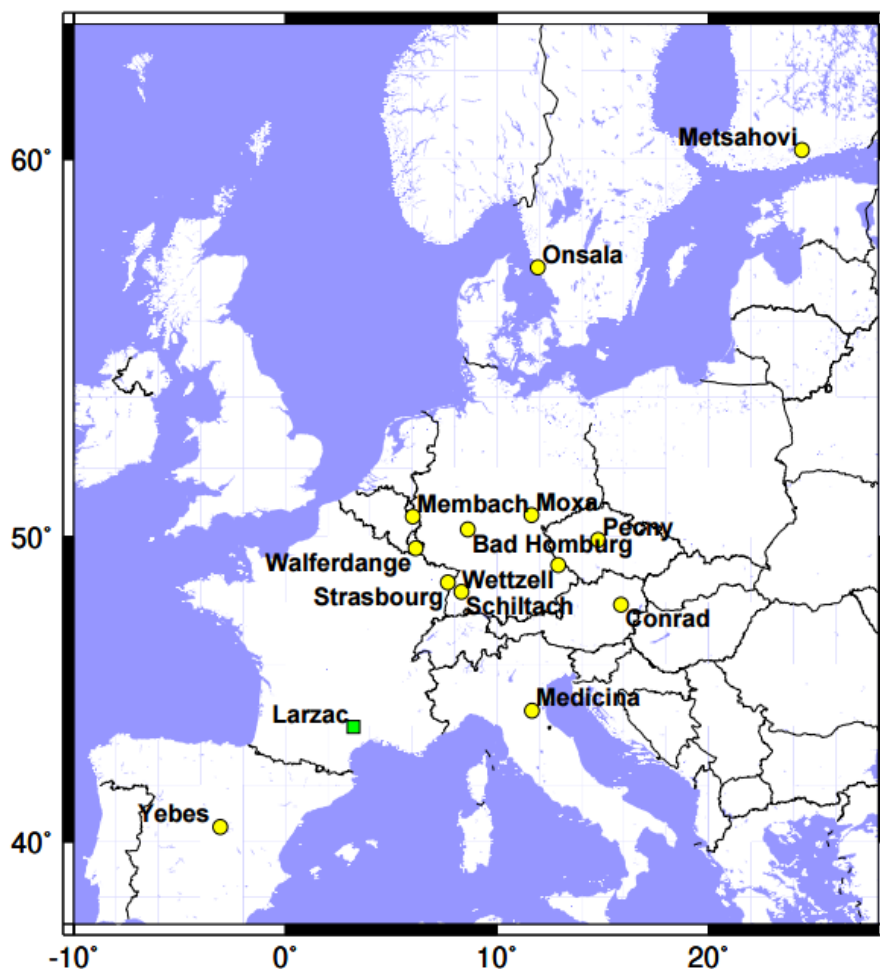 Metsahovi
60°
Onsala
Membach
Moxa
50°
Pecny
Bad Homburg
Walferdange
Wettzell
Strasbourg
Schiltach
Conrad
Medicina
Larzac
Yebes
40°
-10°
0°
10°
20°